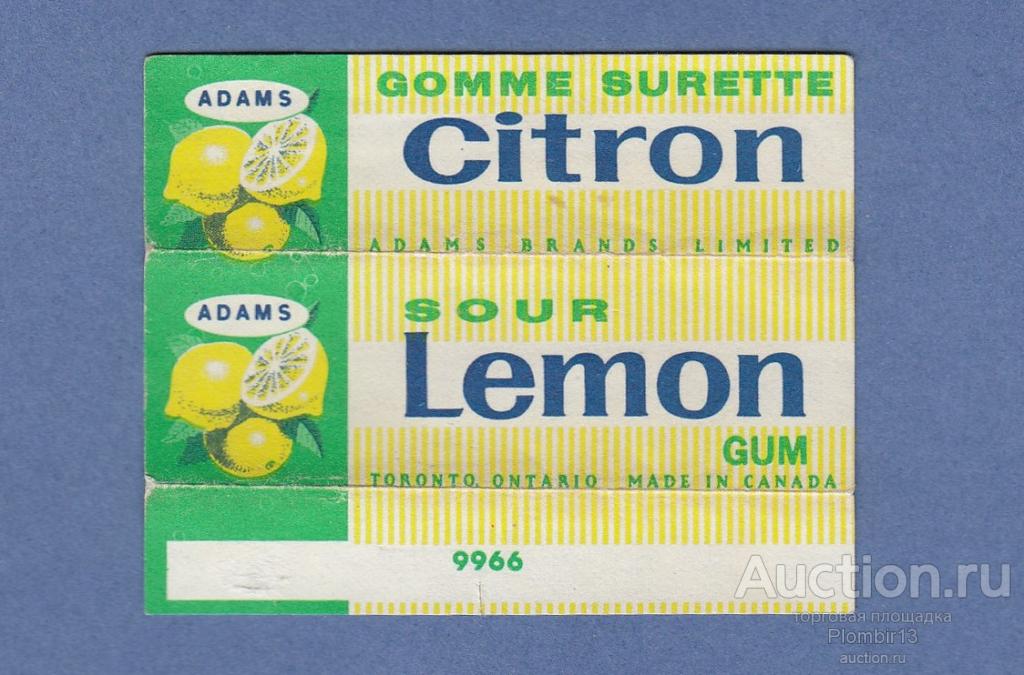 ADAMS
GOMME SURETTE
Citron
ADAMS BRANDS LIMITED
ADAMS
SOUR
Lemon
GUM
TORONTO, ONTARIO MADE IN CANADA
9966
Auction.ru
торговая площадка
Plombir13
auction.ru